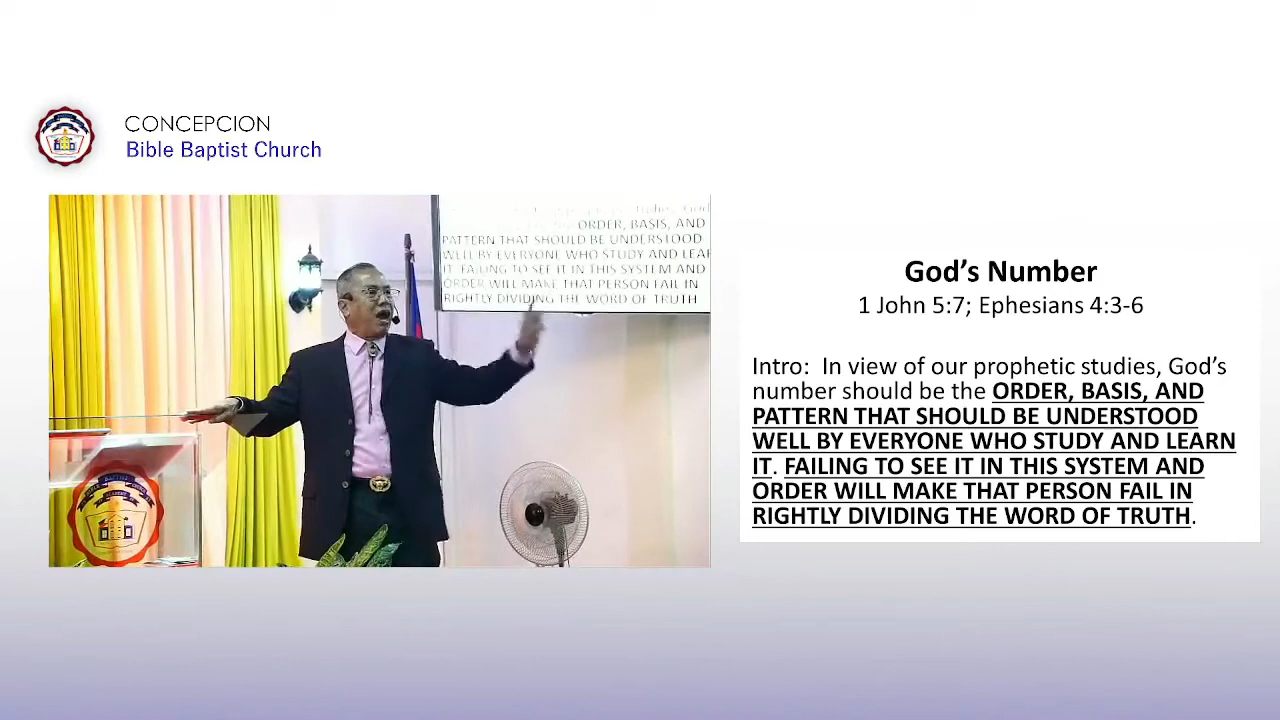 CONCEPCION
Bible Baptist Church
ORDER, BASIS, AND
PATTERN THAT SHOULD BE UNDERSTOOD
WELL BY EVERYONE WHO STUDY AND LEAR
IT. FAILING TO SEE IT IN THIS SYSTEM AND
ORDER WILL MAKE THAT PERSON FAIL IN
RIGHTLY DIVIDING THE WORD OF TRUTH
God's Number
1 John 5:7; Ephesians 4:3-6
Intro: In view of our prophetic studies, God's
number should be the ORDER, BASIS, AND
PATTERN THAT SHOULD BE UNDERSTOOD
WELL BY EVERYONE WHO STUDY AND LEARN
IT. FAILING TO SEE IT IN THIS SYSTEM AND
ORDER WILL MAKE THAT PERSON FAIL IN
RIGHTLY DIVIDING THE WORD OF TRUTH.